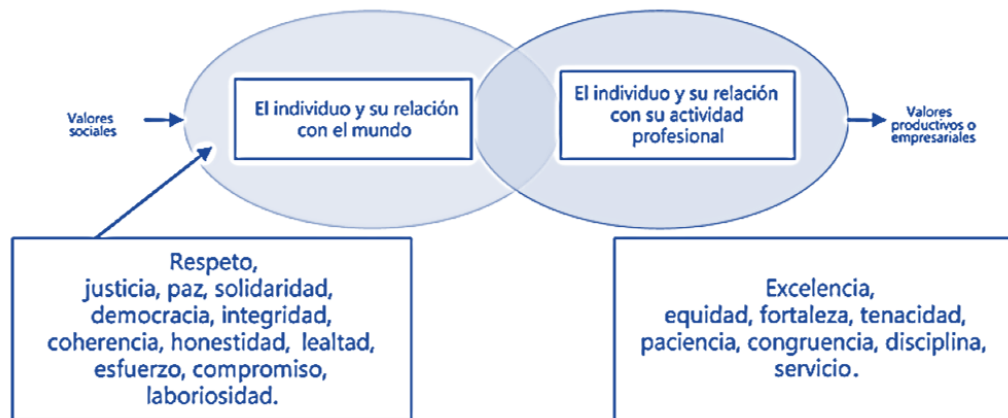 Valores
sociales
El individuo y su relación
con el mundo
El individuo y su relación
con su actividad
profesional
Valores
productivos o
empresariales
Respeto,
justicia, paz, solidaridad,
democracia, integridad,
coherencia, honestidad, lealtad,
esfuerzo, compromiso,
laboriosidad.
Excelencia,
equidad, fortaleza, tenacidad,
paciencia, congruencia, disciplina,
servicio.